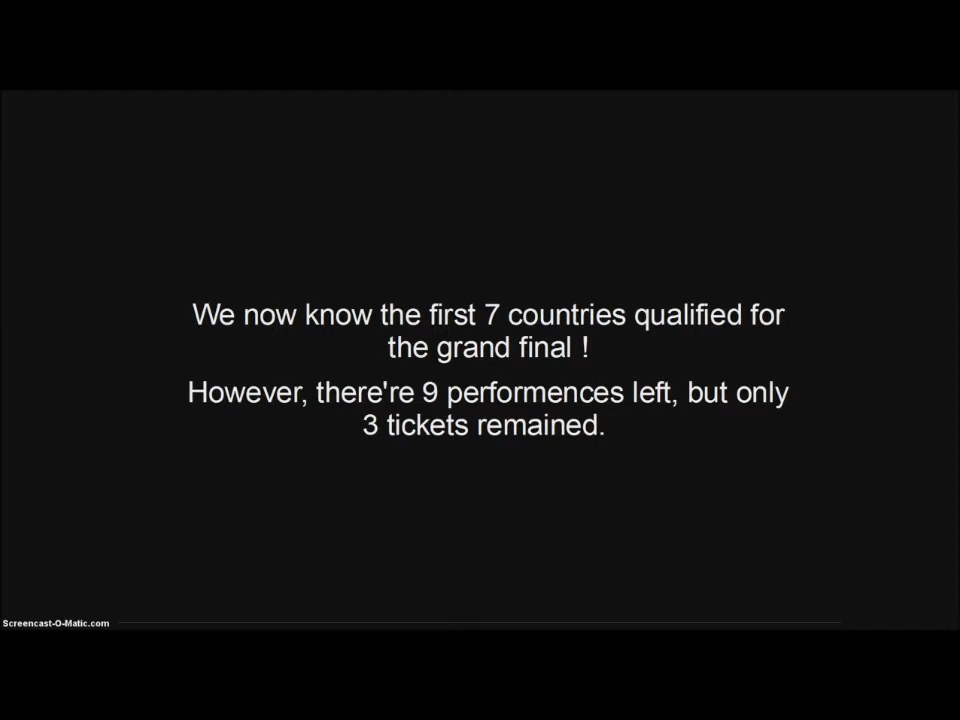 We now know the first 7 countries qualified for
the grand final !
However, there're 9 performences left, but only
3 tickets remained.
Screencast-O-Matic.com